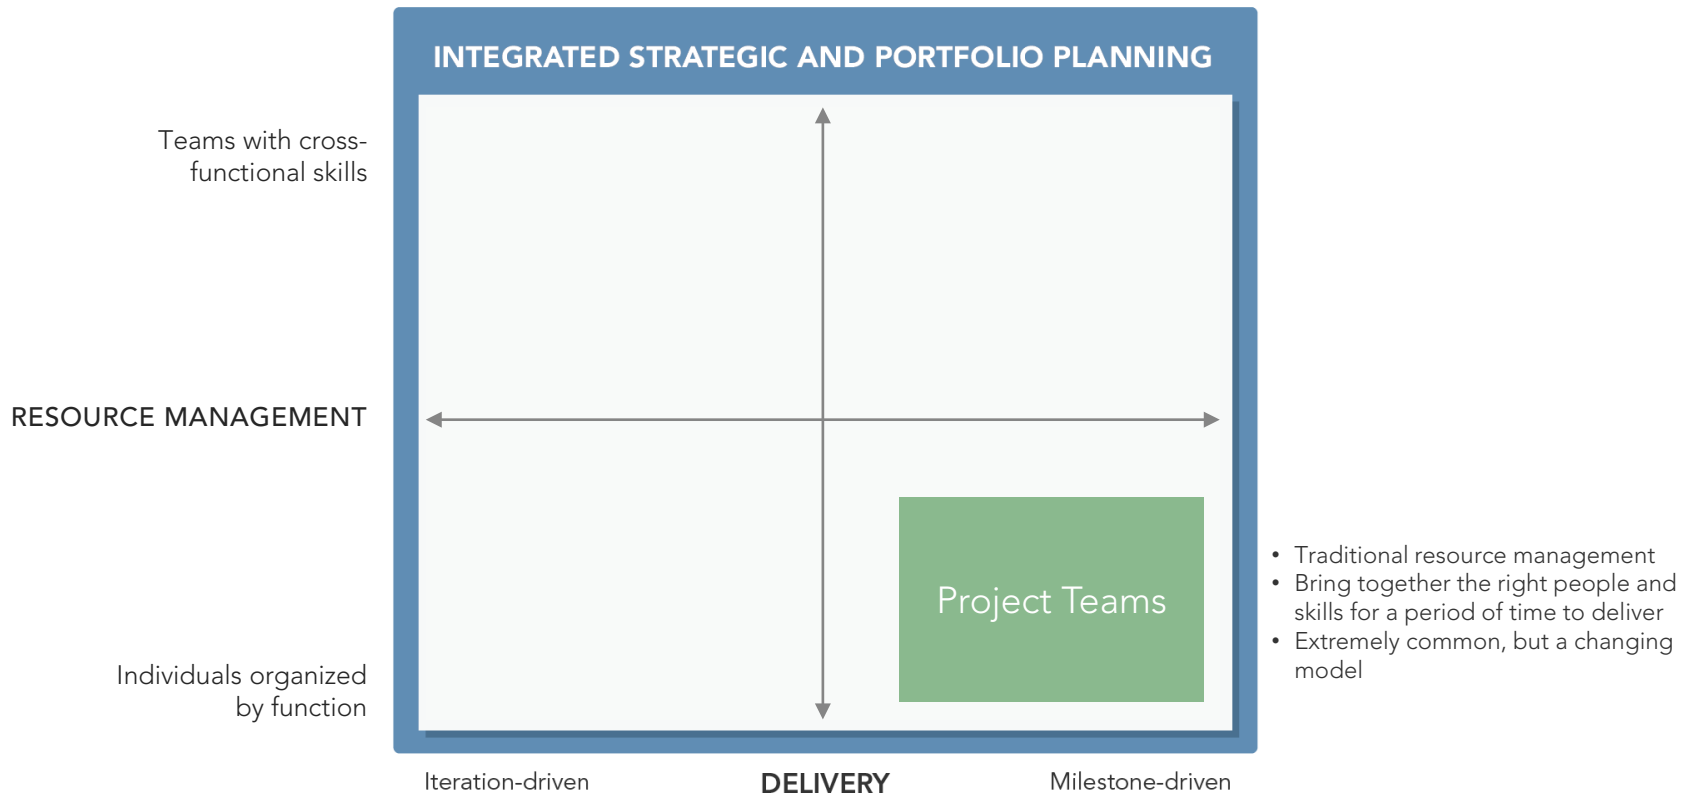 INTEGRATED STRATEGIC AND PORTFOLIO PLANNING
Teams with cross-
functional skills
RESOURCE MANAGEMENT
Individuals organized
by function
Project Teams
• Traditional resource management
• Bring together the right people and
skills for a period of time to deliver
• Extremely common, but a changing
model
Iteration-driven
DELIVERY
Milestone-driven